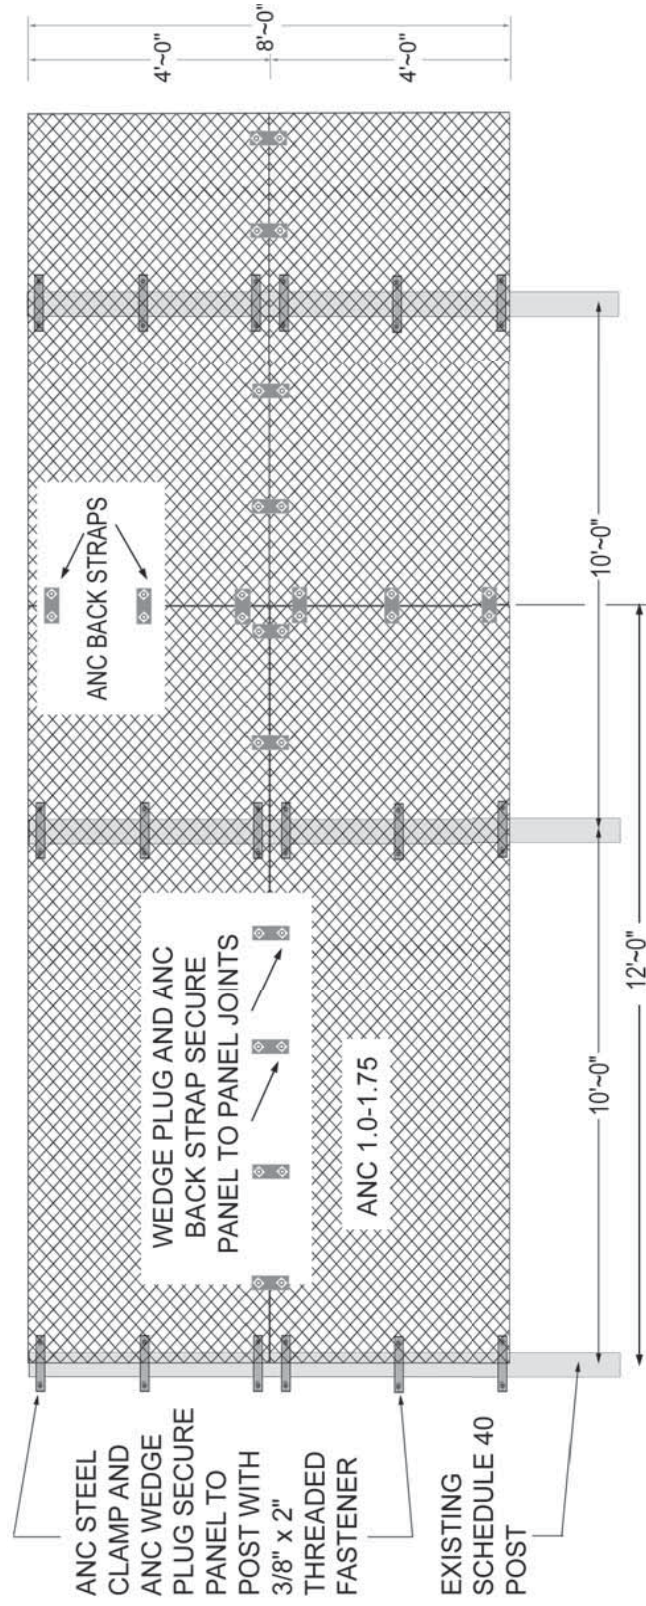 ANC STEEL
CLAMP AND
ANC WEDGE
PLUG SECURE
PANEL TO
POST WITH
3/8" x 2"
THREADED
FASTENER
EXISTING
SCHEDULE 40
POST
WEDGE PLUG AND ANC
BACK STRAP SECURE
PANEL TO PANEL JOINTS
ANC 1.0-1.75
ANC BACK STRAPS
4'~0"
8'~0"
4'~0"
10'~0"
10'~0"
12'~0"